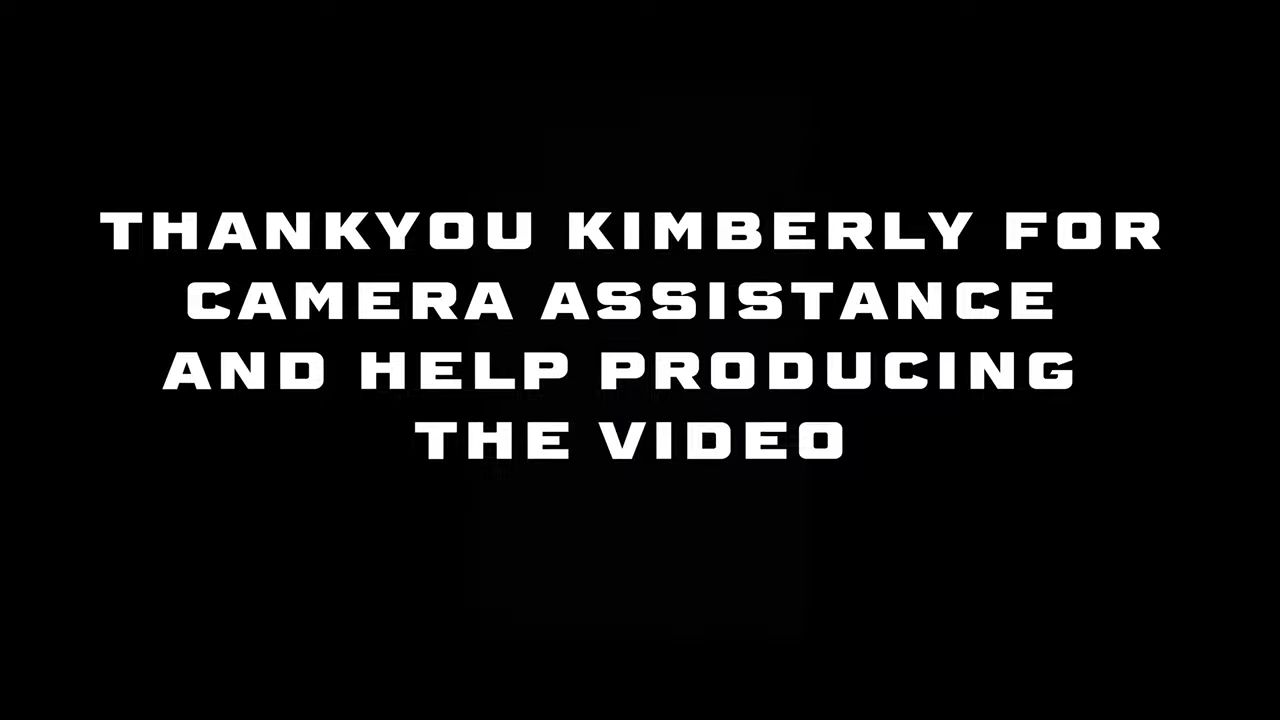 THANKYOU KIMBERLY FOR
CAMERA ASSISTANCE
AND HELP PRODUCING
THE VIDEO